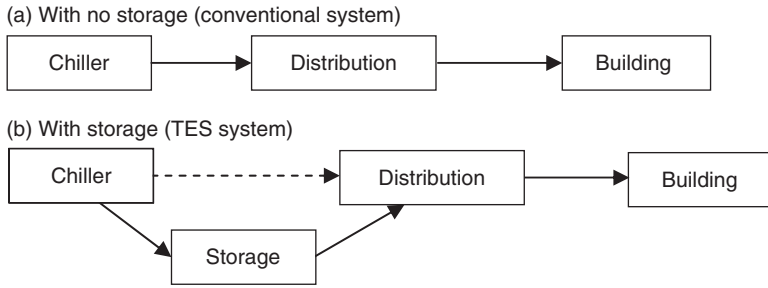 (a) With no storage (conventional system)
Chiller
Distribution
Building
(b) With storage (TES system)
Chiller
Distribution
Building
Storage